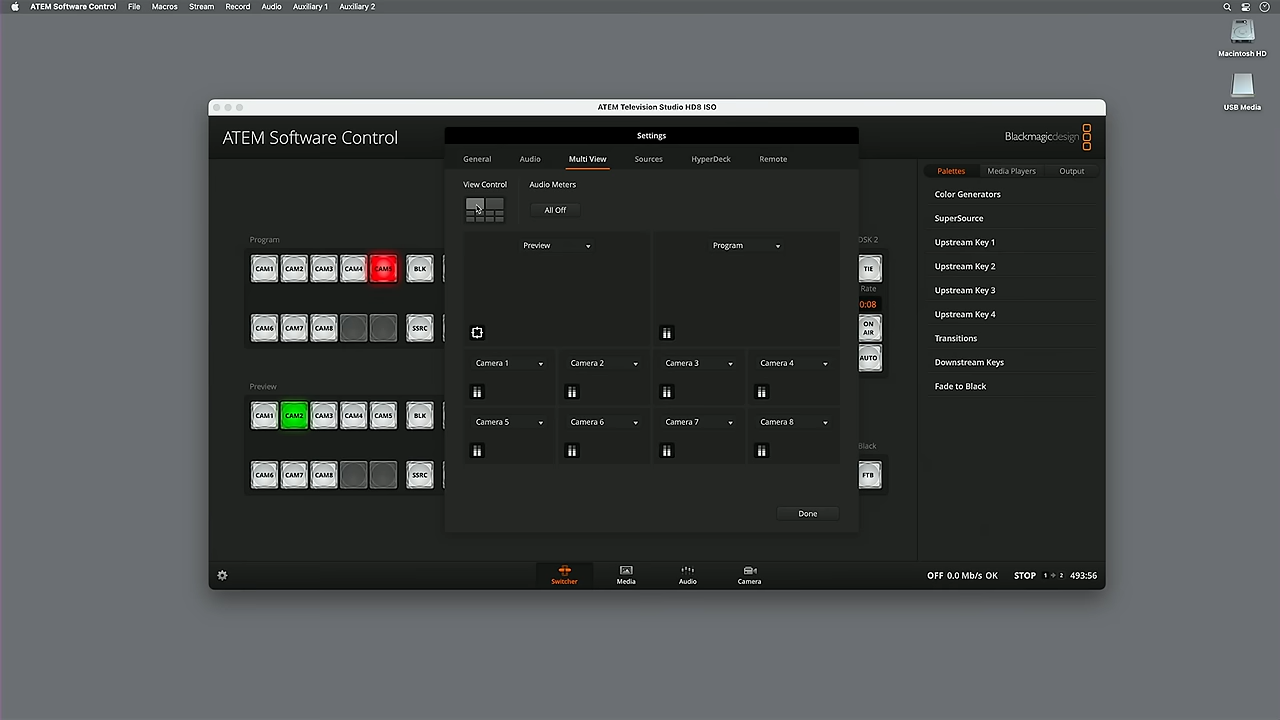 ATEM Software Control File Macros Stream Record Audio Auxiliary 1 Auxiliary 2
Macintosh HD
USB Media
ATEM Television Studio HD8 ISO
ATEM Software Control
Blackmagicdesign
Settings
General Audio Multi View Sources HyperDeck Remote
View Control Audio Meters
All Off
Palettes Media Players Output
Color Generators
SuperSource
Upstream Key 1
Upstream Key 2
Upstream Key 3
Upstream Key 4
Transitions
Downstream Keys
Fade to Black
Program
CAM1 CAM2 CAM3 CAM4 CAM5 BLK
CAM6 CAM7 CAM8 SSRC
Preview
CAM1 CAM2 CAM3 CAM4 CAM5 BLK
CAM6 CAM7 CAM8 SSRC
Preview Program
Camera 1 Camera 2 Camera 3 Camera 4
Camera 5 Camera 6 Camera 7 Camera 8
Done
DSK 2
TIE
Rate
0:08
ON
AIR
AUTO
Black
FTB
Switcher Media Audio Camera
OFF 0.0 Mb/s OK STOP 1 2 493:56